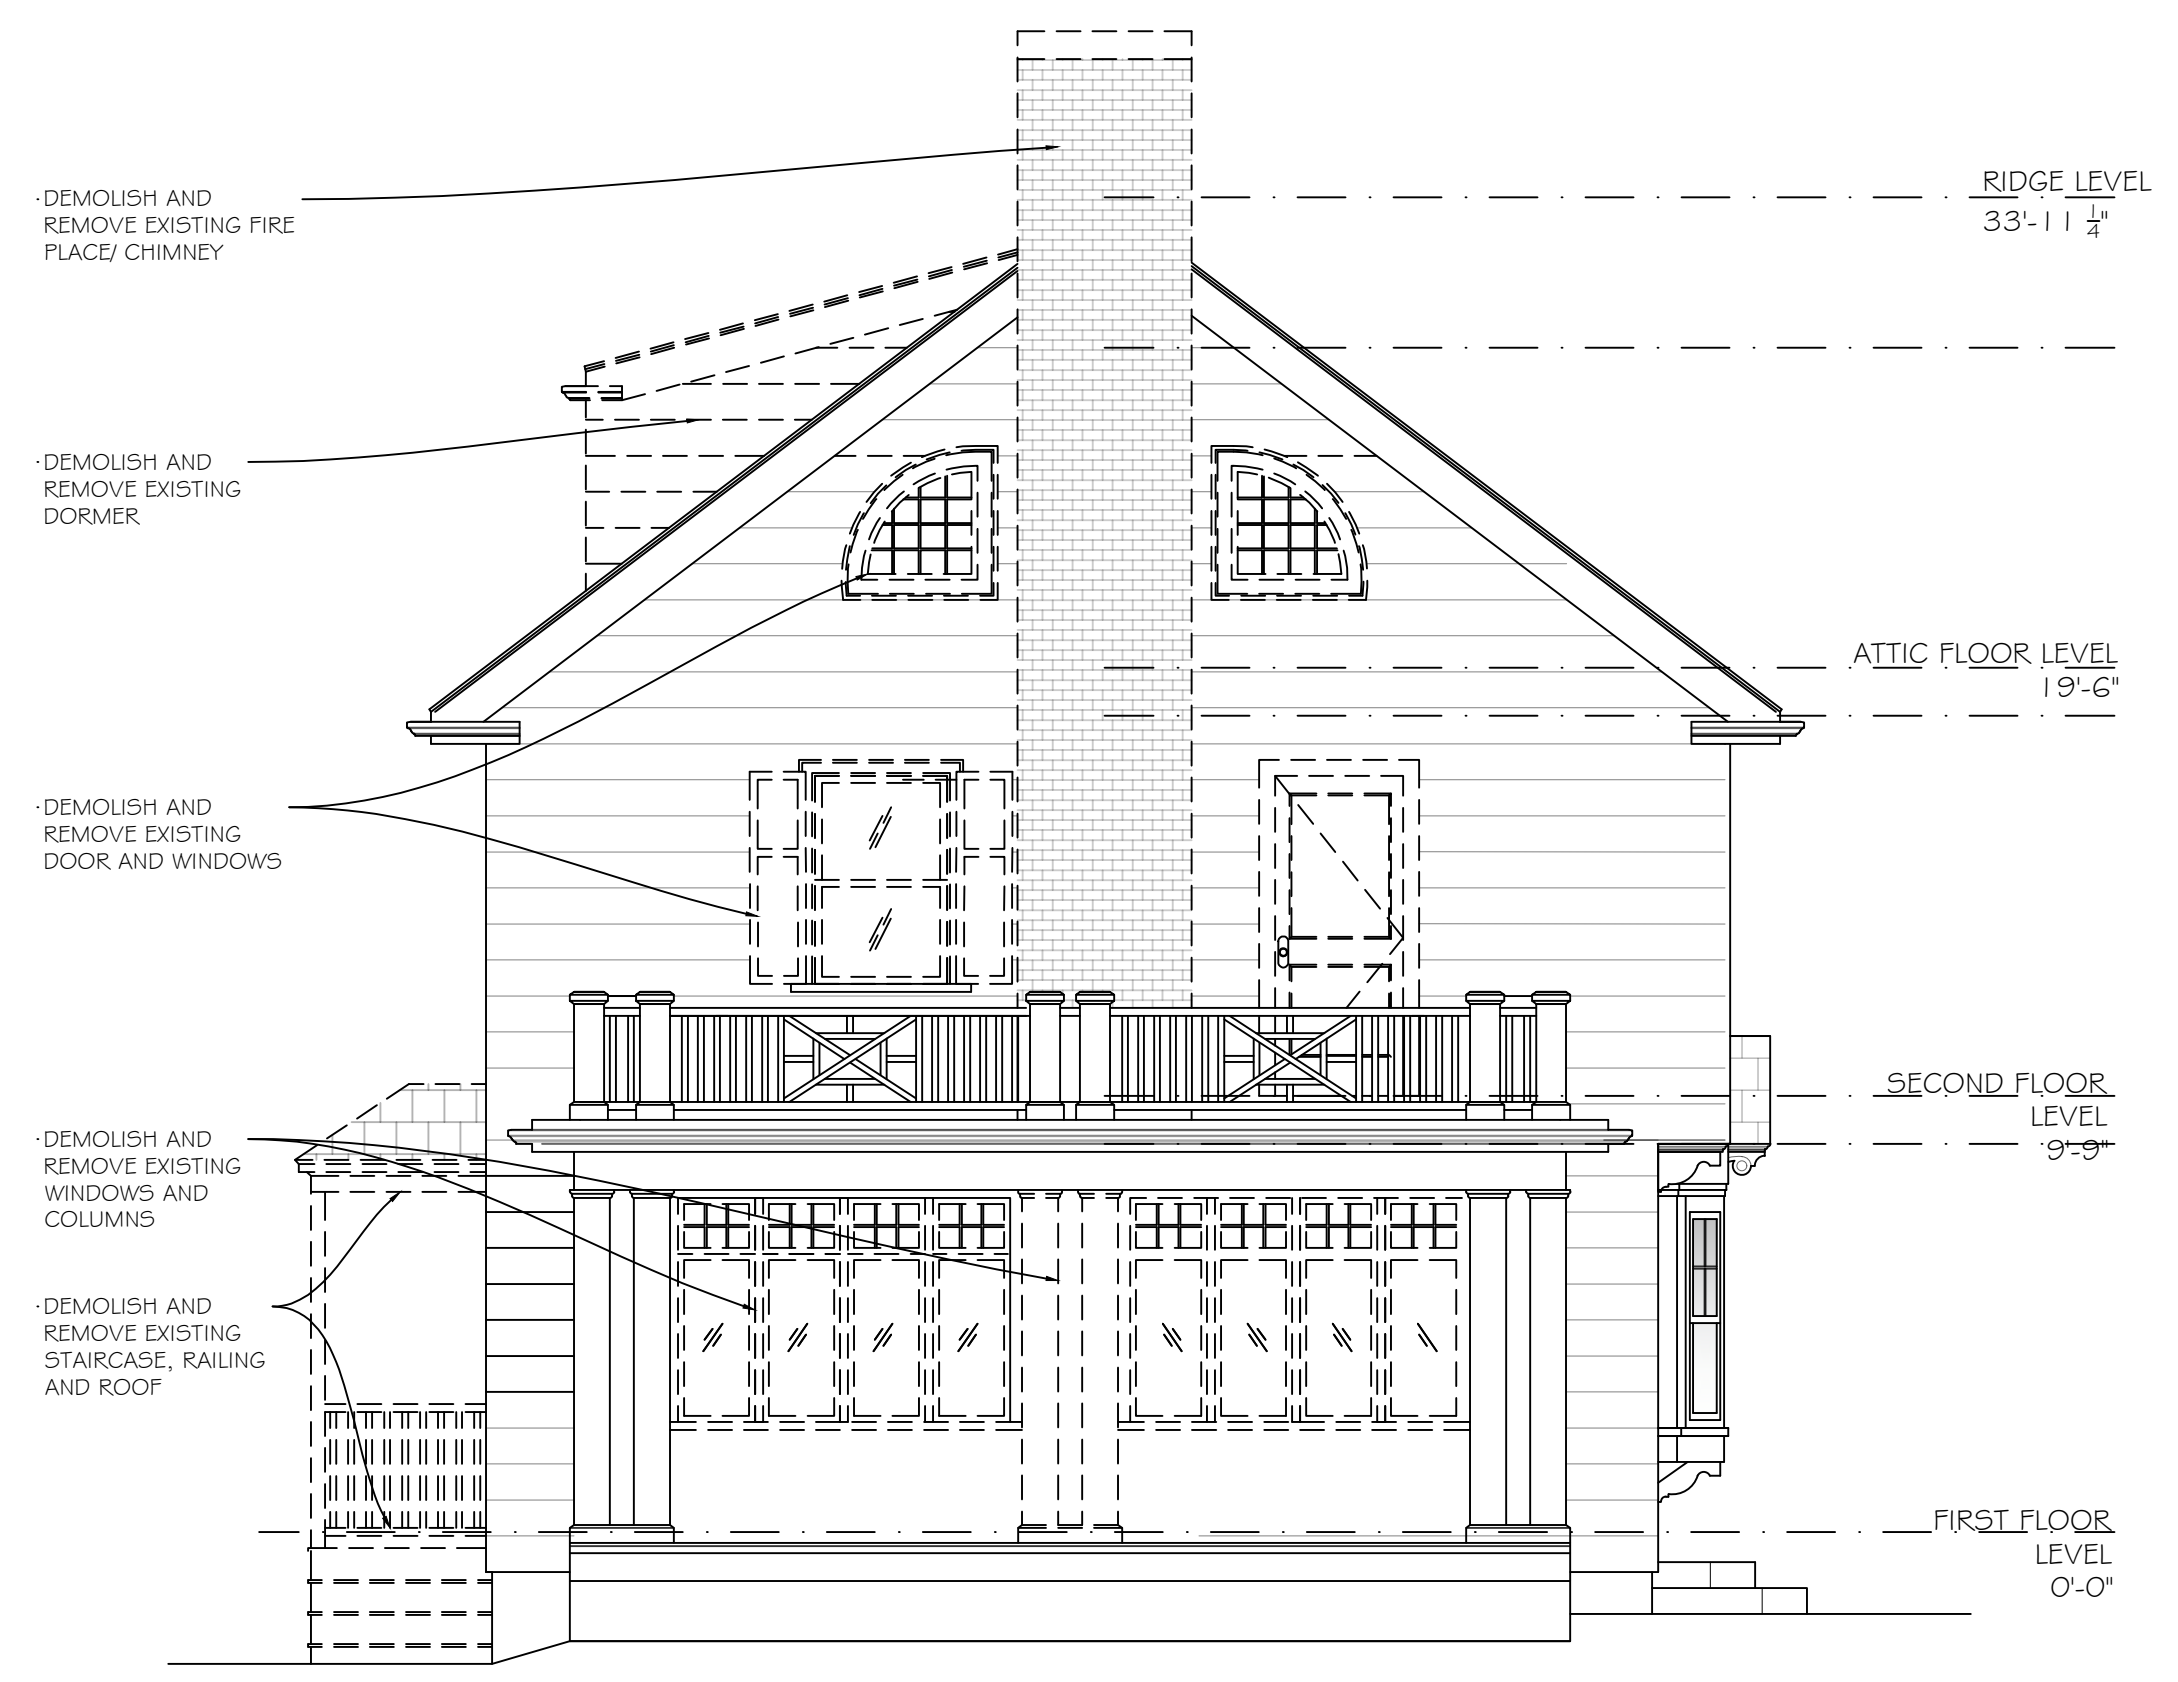 ·DEMOLISH AND
REMOVE EXISTING FIRE
PLACE/ CHIMNEY
RIDGE LEVEL
33'-11 1/4"
·DEMOLISH AND
REMOVE EXISTING
DORMER
ATTIC FLOOR LEVEL
19'-6"
·DEMOLISH AND
REMOVE EXISTING
DOOR AND WINDOWS
SECOND FLOOR
LEVEL
9'-9"
·DEMOLISH AND
REMOVE EXISTING
WINDOWS AND
COLUMNS
·DEMOLISH AND
REMOVE EXISTING
STAIRCASE, RAILING
AND ROOF
FIRST FLOOR
LEVEL
0'-0"